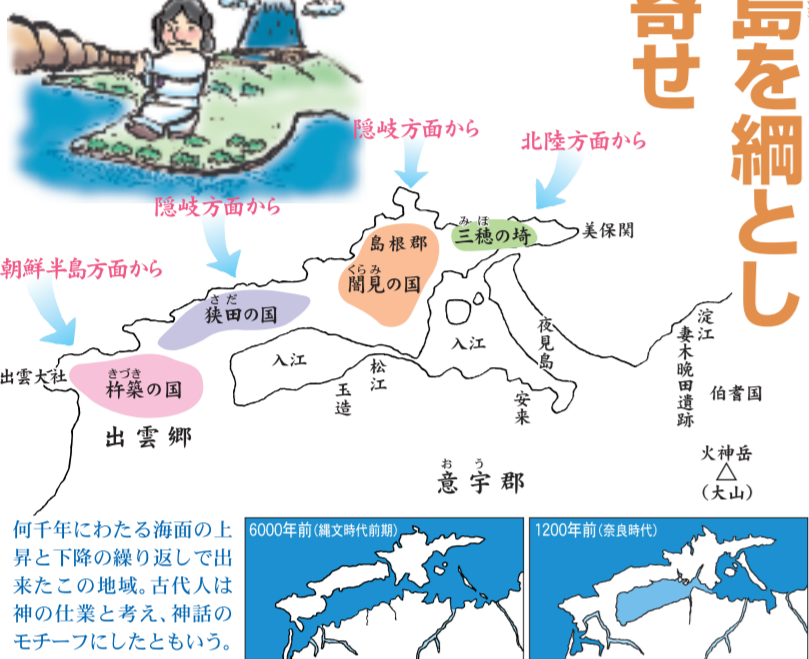 島を綱とし
寄せ
隠岐方面から
北陸方面から
隠岐方面から
朝鮮半島方面から
みほ
三穂の埼
美保関
島根郡
くらみ
闇見の国
さだ
狭田の国
きづき
杵築の国
出雲大社
出雲郷
入江
入江
玉造
松江
安来
夜見島
淀江
妻木晩田遺跡
伯耆国
火神岳
(大山)
おう
意宇郡
何千年にわたる海面の上
昇と下降の繰り返しで出
来たこの地域。古代人は
神の仕業と考え、神話の
モチーフにしたともいう。
6000年前(縄文時代前期)
1200年前(奈良時代)